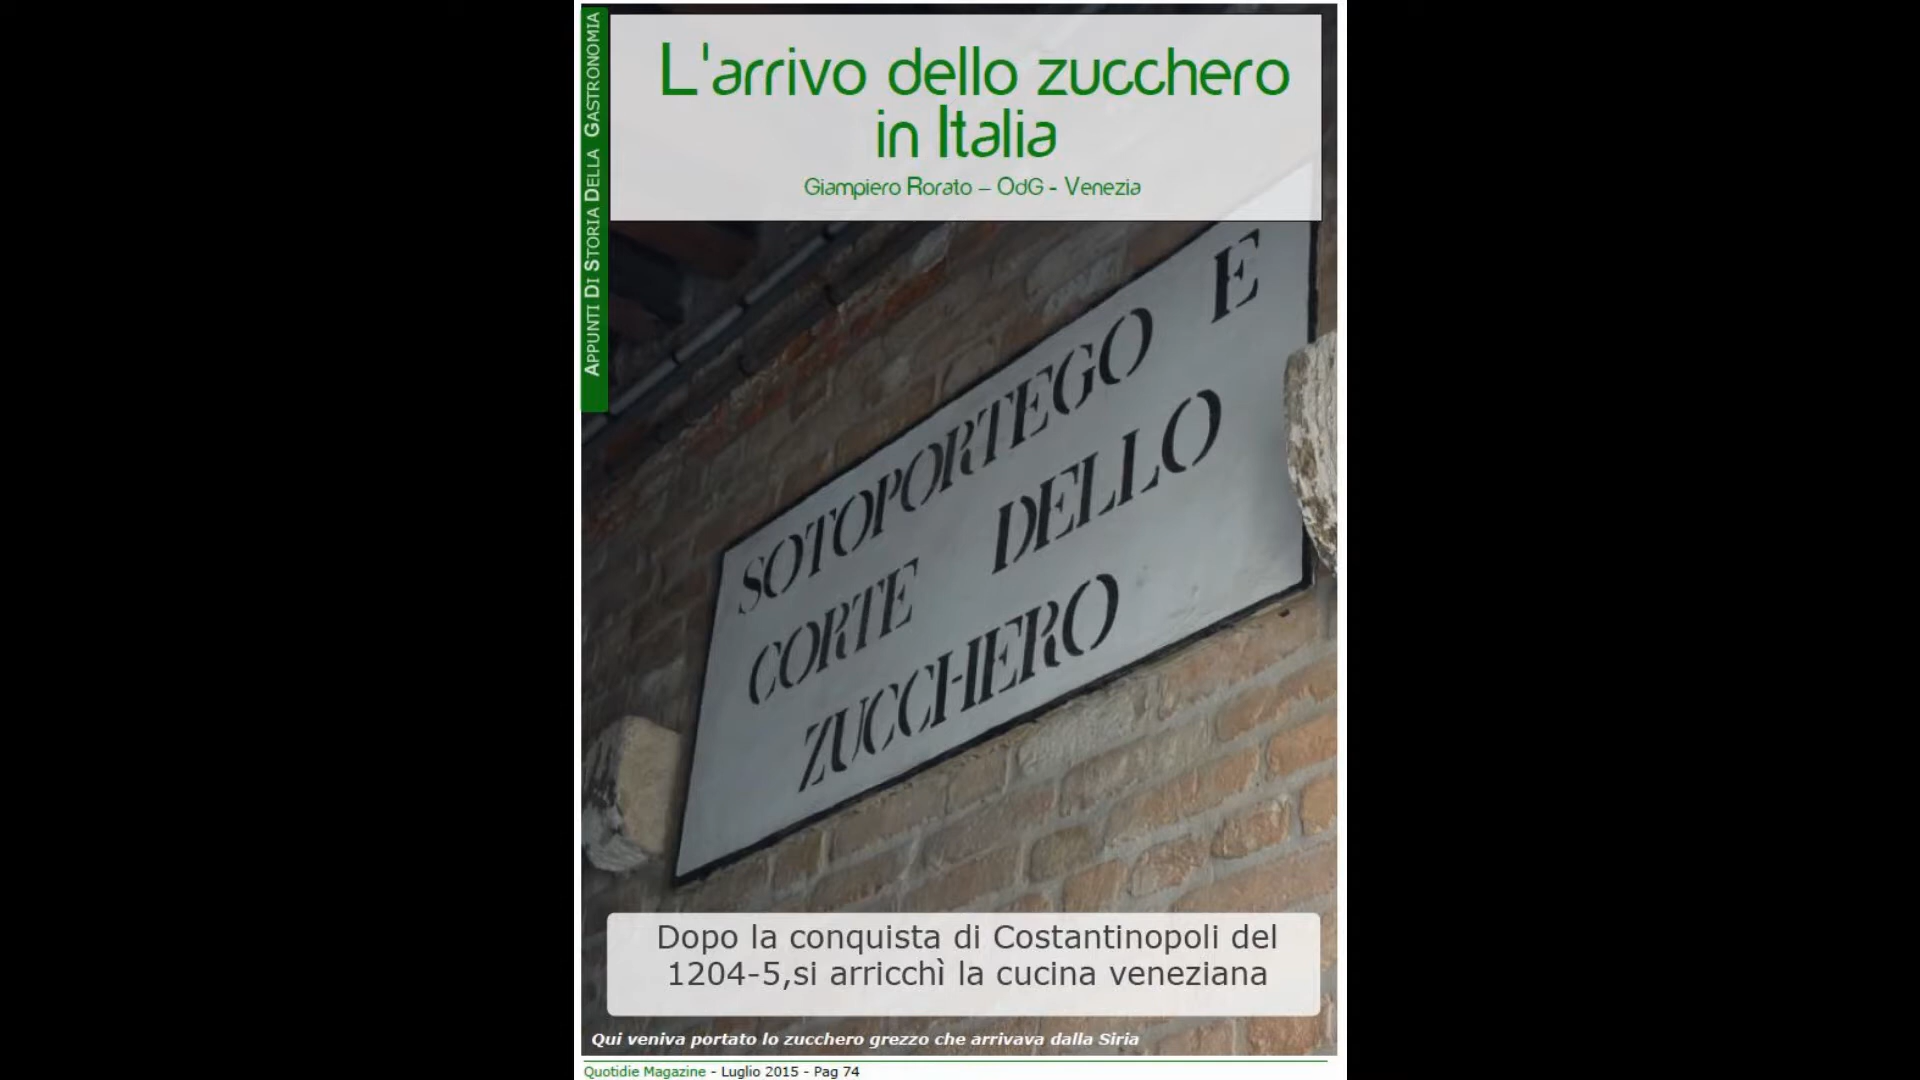 APPUNTI DI STORIA DELLA GASTRONOMIA
L'arrivo dello zucchero
in Italia
Giampiero Rorato – OdG - Venezia
SOTOPORTEGO E
CORTE DELLO
ZUCCHERO
Dopo la conquista di Costantinopoli del
1204-5,si arricchì la cucina veneziana
Qui veniva portato lo zucchero grezzo che arrivava dalla Siria
Quotidie Magazine - Luglio 2015 - Pag 74